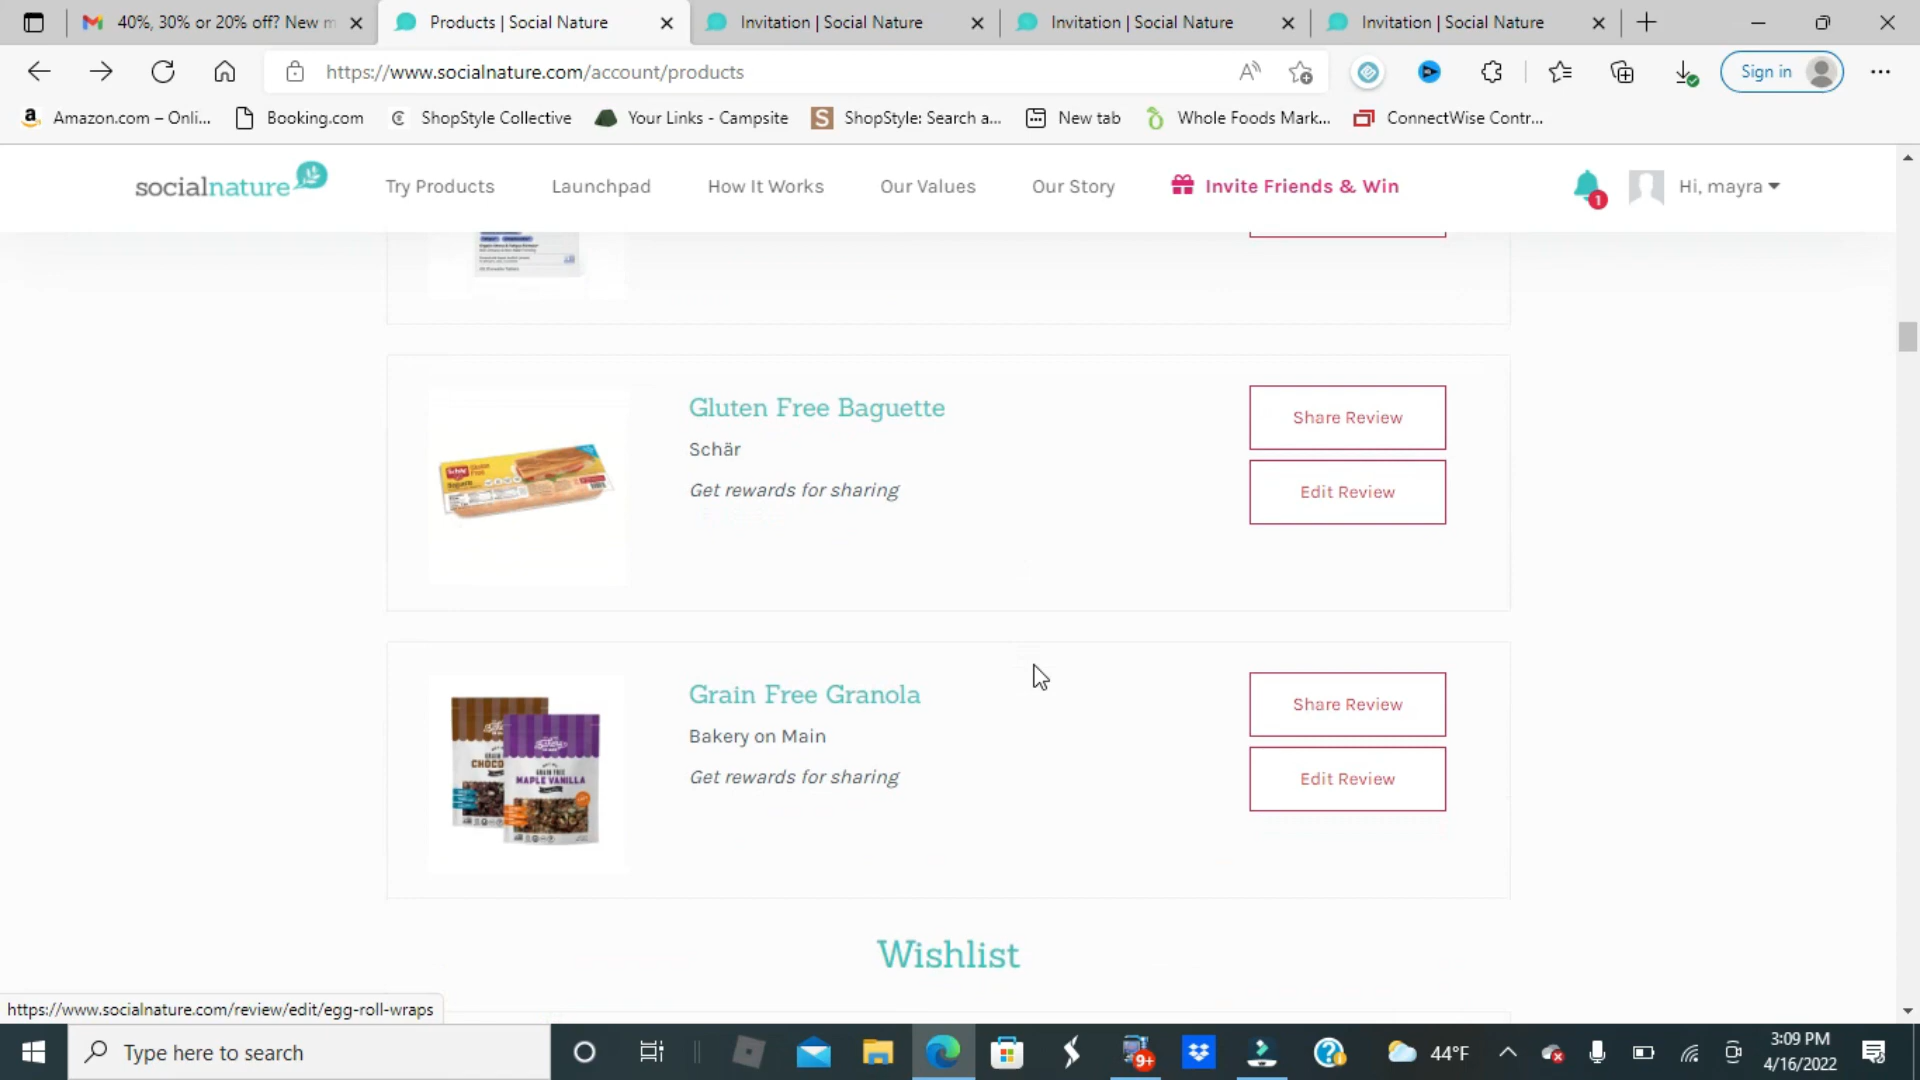 40%, 30% or 20% off? New m
Products | Social Nature
Invitation | Social Nature
Invitation | Social Nature
Invitation | Social Nature
https://www.socialnature.com/account/products
Sign in
Amazon.com – Onli...
Booking.com
ShopStyle Collective
Your Links - Campsite
ShopStyle: Search a...
New tab
Whole Foods Mark...
ConnectWise Contr...
socialnature
Try Products
Launchpad
How It Works
Our Values
Our Story
Invite Friends & Win
1
Hi, mayra
Gluten Free Baguette
Schär
Get rewards for sharing
Share Review
Edit Review
Grain Free Granola
Bakery on Main
Get rewards for sharing
Share Review
Edit Review
GRAIN FREE
MAPLE VANILLA
Wishlist
https://www.socialnature.com/review/edit/egg-roll-wraps
Type here to search
9+
44°F
3:09 PM
4/16/2022